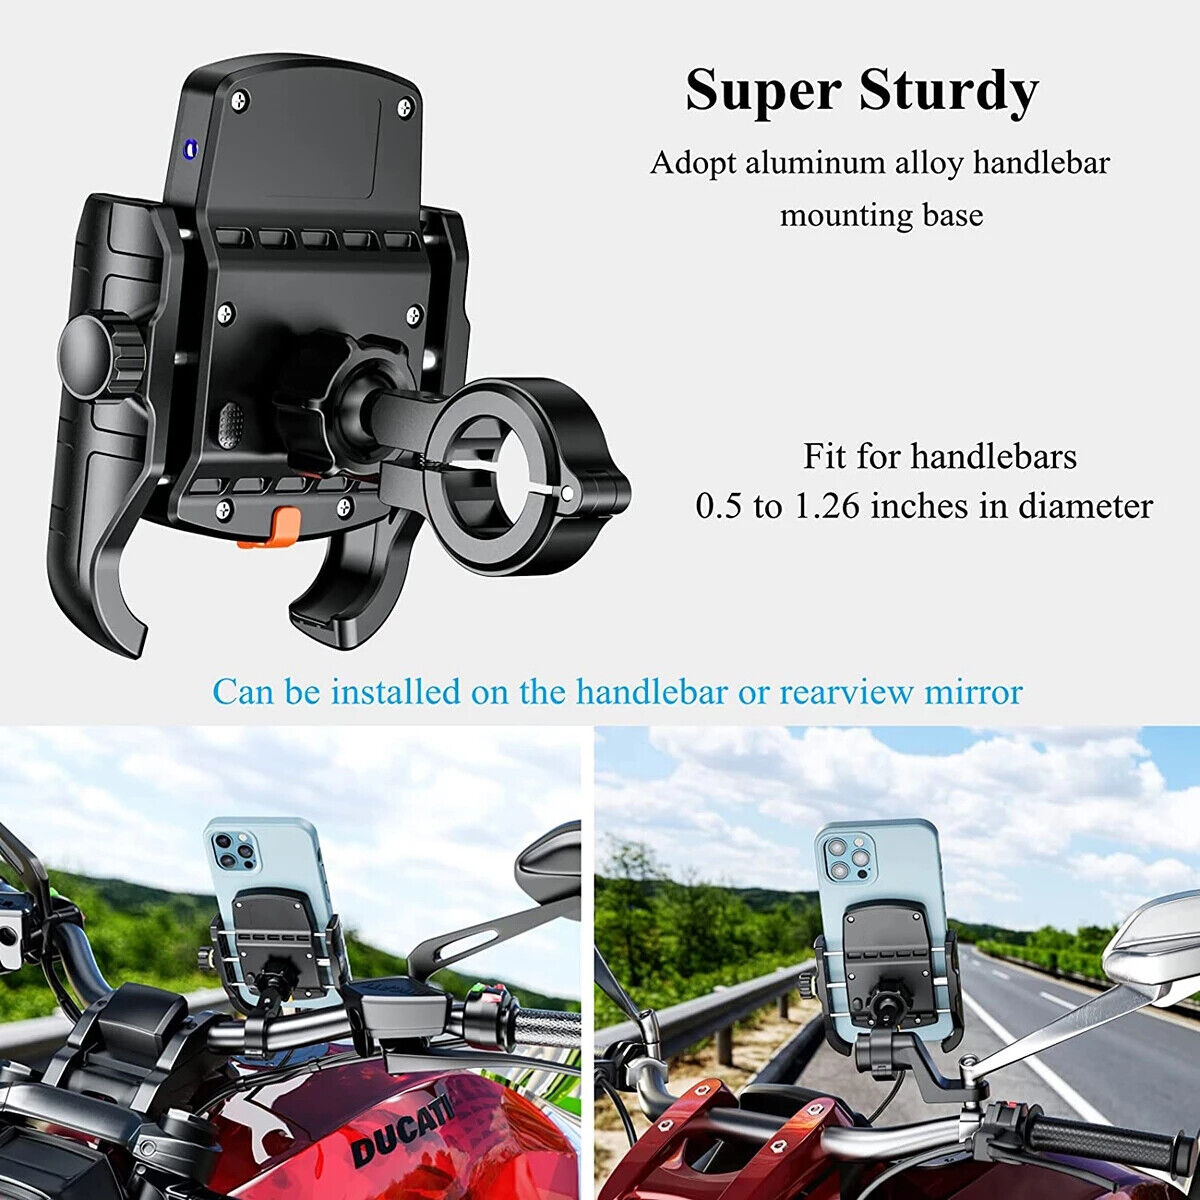 Super Sturdy
Adopt aluminum alloy handlebar
mounting base
Fit for handlebars
0.5 to 1.26 inches in diameter
Can be installed on the handlebar or rearview mirror
DUCATI